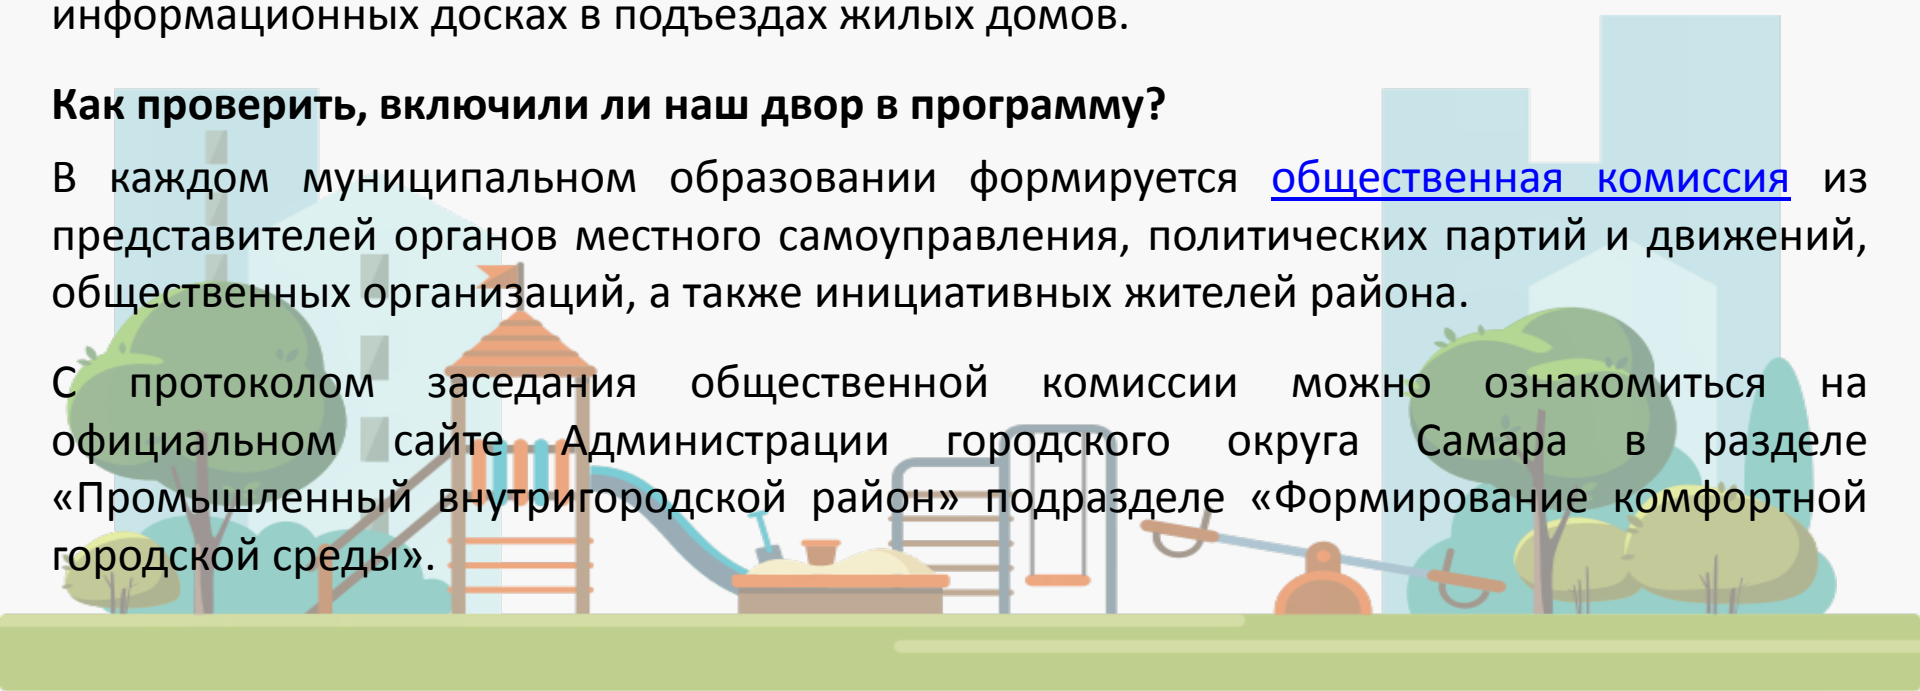 информационных досках в подъездах жилых домов.
Как проверить, включили ли наш двор в программу?
В каждом муниципальном образовании формируется общественная комиссия из
представителей органов местного самоуправления, политических партий и движений,
общественных организаций, а также инициативных жителей района.
С протоколом заседания общественной комиссии можно ознакомиться на
официальном сайте Администрации городского округа Самара в разделе
«Промышленный внутригородской район» подразделе «Формирование комфортной
городской среды».